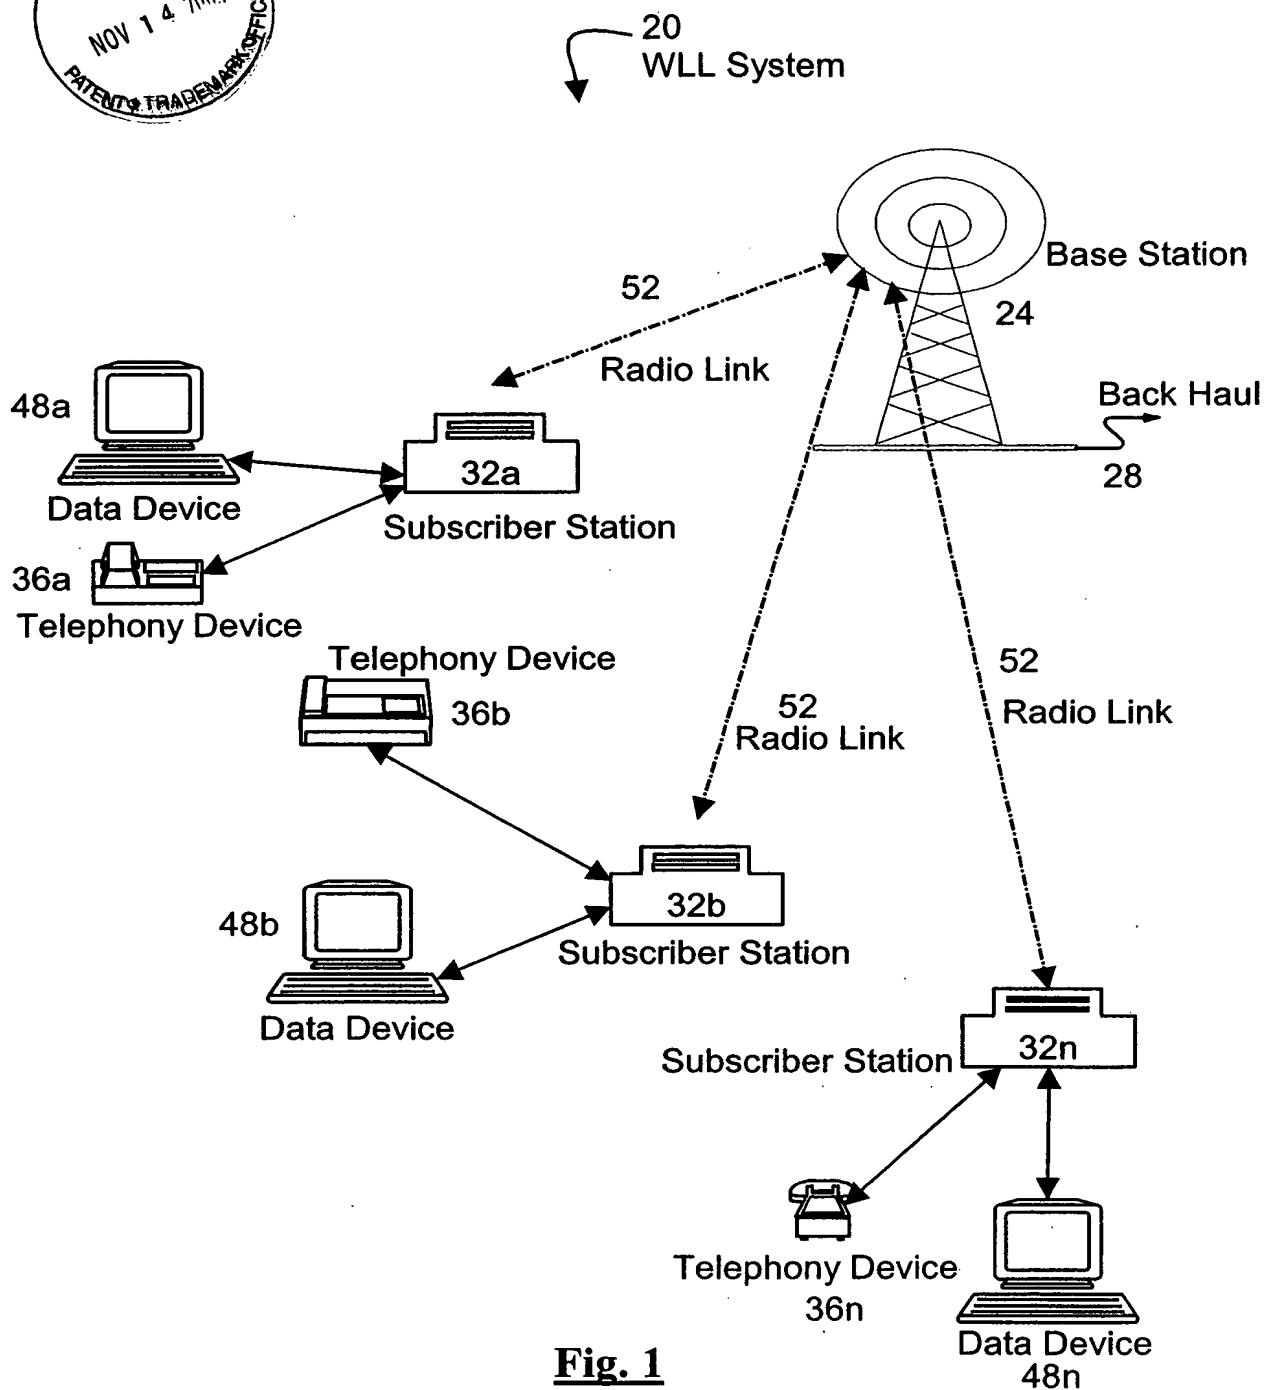 NOV 14
PATENT & TRADEMARK OFFIC
20
WLL System
Base Station
52
24
Radio Link
Back Haul
48a
32a
28
Data Device
Subscriber Station
36a
Telephony Device
Telephony Device
52
36b
52
Radio Link
Radio Link
32b
48b
Subscriber Station
Data Device
32n
Subscriber Station
Telephony Device
36n
Data Device
48n
Fig. 1